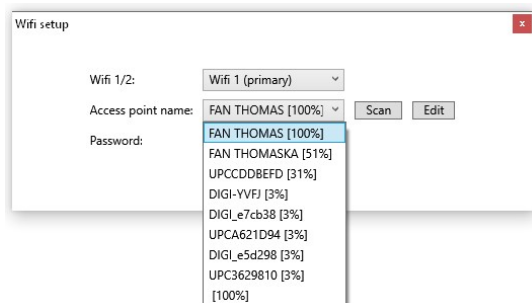 Wifi setup
x
Wifi 1/2:
Wifi 1 (primary)
Access point name:
FAN THOMAS [100%]
Scan
Edit
Password:
FAN THOMAS [100%]
FAN THOMASKA [51%]
UPCCDDBEFD [31%]
DIGI-YVFJ [3%]
DIGI_e7cb38 [3%]
UPCA621D94 [3%]
DIGI_e5d298 [3%]
UPC3629810 [3%]
[100%]